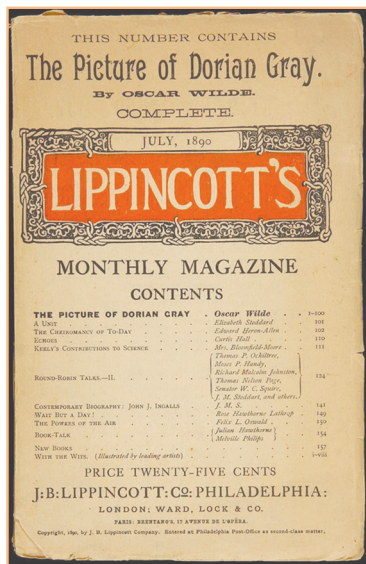 THIS NUMBER CONTAINS
The Picture of Dorian Gray.
By OSCAR WILDE.
COMPLETE.
JULY, 1890
LIPPINCOTT'S
MONTHLY MAGAZINE
CONTENTS
THE PICTURE OF DORIAN GRAY . Oscar Wilde . . 1-100
A UNIT . . . . . . . Elizabeth Stoddard . . 101
THE CHEIROMANCY OF TO-DAY . . . Edward Heron-Allen . . 102
ECHOES . . . . . . . Curtis Hall . . 110
KEELY'S CONTRIBUTIONS TO SCIENCE . . . Mrs. Bloomfield-Moore . . 111
Thomas P. Ochiltree,
Moses P. Handy,
Richard Malcolm Johnston,
ROUND-ROBIN TALKS.—II. . . . . Thomas Nelson Page, 124
Senator W. C. Squire,
J. M. Stoddart, and others.
CONTEMPORARY BIOGRAPHY: JOHN J. INGALLS . J. M. S. . . . 141
WAIT BUT A DAY! . . . . . Rose Hawthorne Lathrop 149
THE POWERS OF THE AIR . . . . Felix L. Oswald . . 150
BOOK-TALK . . . . . . Julian Hawthorne 154
Melville Philips
NEW BOOKS . . . . . . . . 157
WITH THE WITS. (Illustrated by leading artists) . . . . i-viii
PRICE TWENTY-FIVE CENTS
J:B:LIPPINCOTT:Co: PHILADELPHIA:
LONDON: WARD, LOCK & CO.
PARIS: BRENTANO'S, 17 AVENUE DE L'OPÉRA.
Copyright, 1890, by J. B. Lippincott Company. Entered at Philadelphia Post-Office as second-class matter.